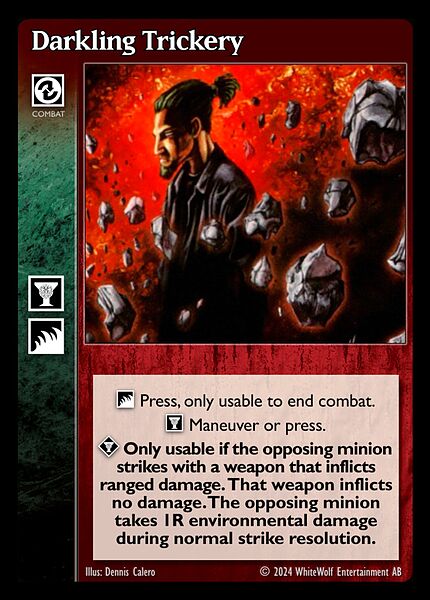 Darkling Trickery
COMBAT
Press, only usable to end combat.
Maneuver or press.
Only usable if the opposing minion
strikes with a weapon that inflicts
ranged damage. That weapon inflicts
no damage. The opposing minion
takes 1R environmental damage
during normal strike resolution.
Illus: Dennis Calero © 2024 WhiteWolf Entertainment AB